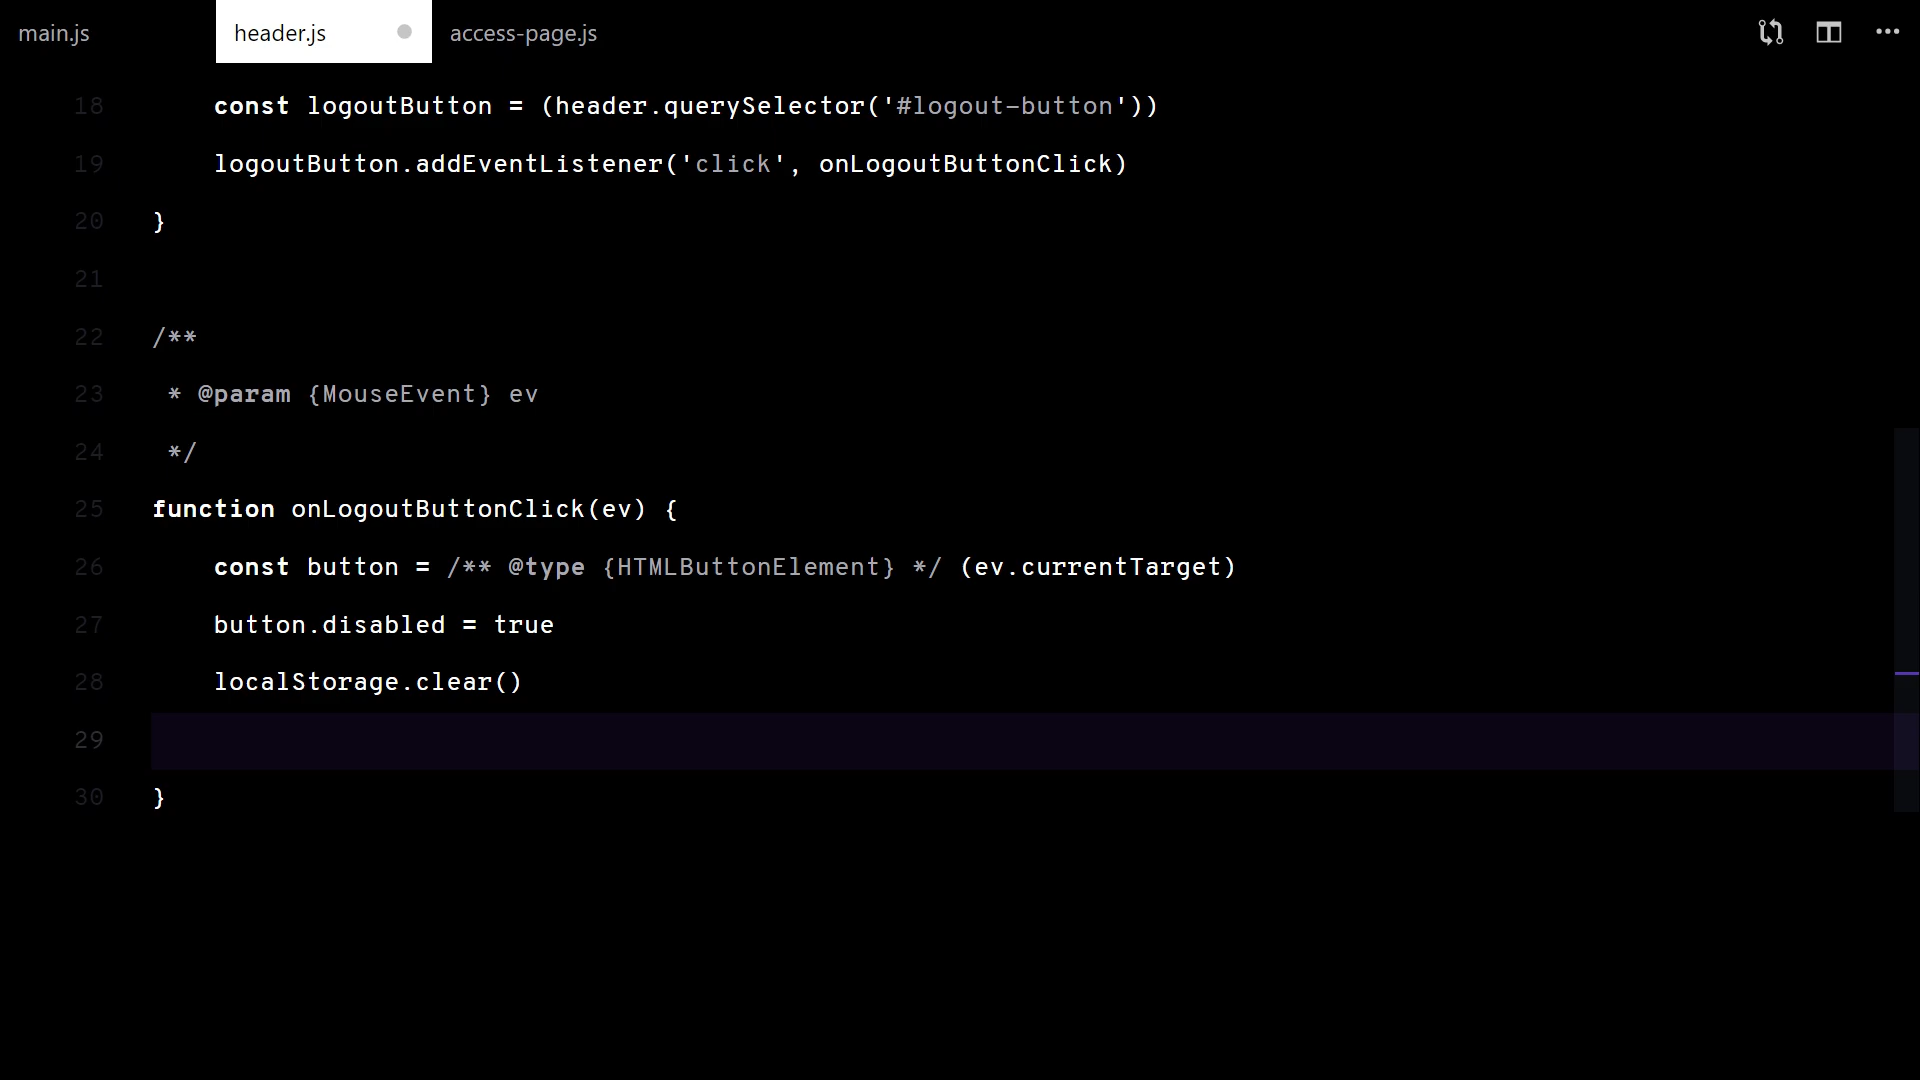 main.js header.js access-page.js
18 const logoutButton = (header.querySelector('#logout-button'))
19 logoutButton.addEventListener('click', onLogoutButtonClick)
20 }
21
22 /**
23 * @param {MouseEvent} ev
24 */
25 function onLogoutButtonClick(ev) {
26 const button = /** @type {HTMLButtonElement} */ (ev.currentTarget)
27 button.disabled = true
28 localStorage.clear()
29
30 }